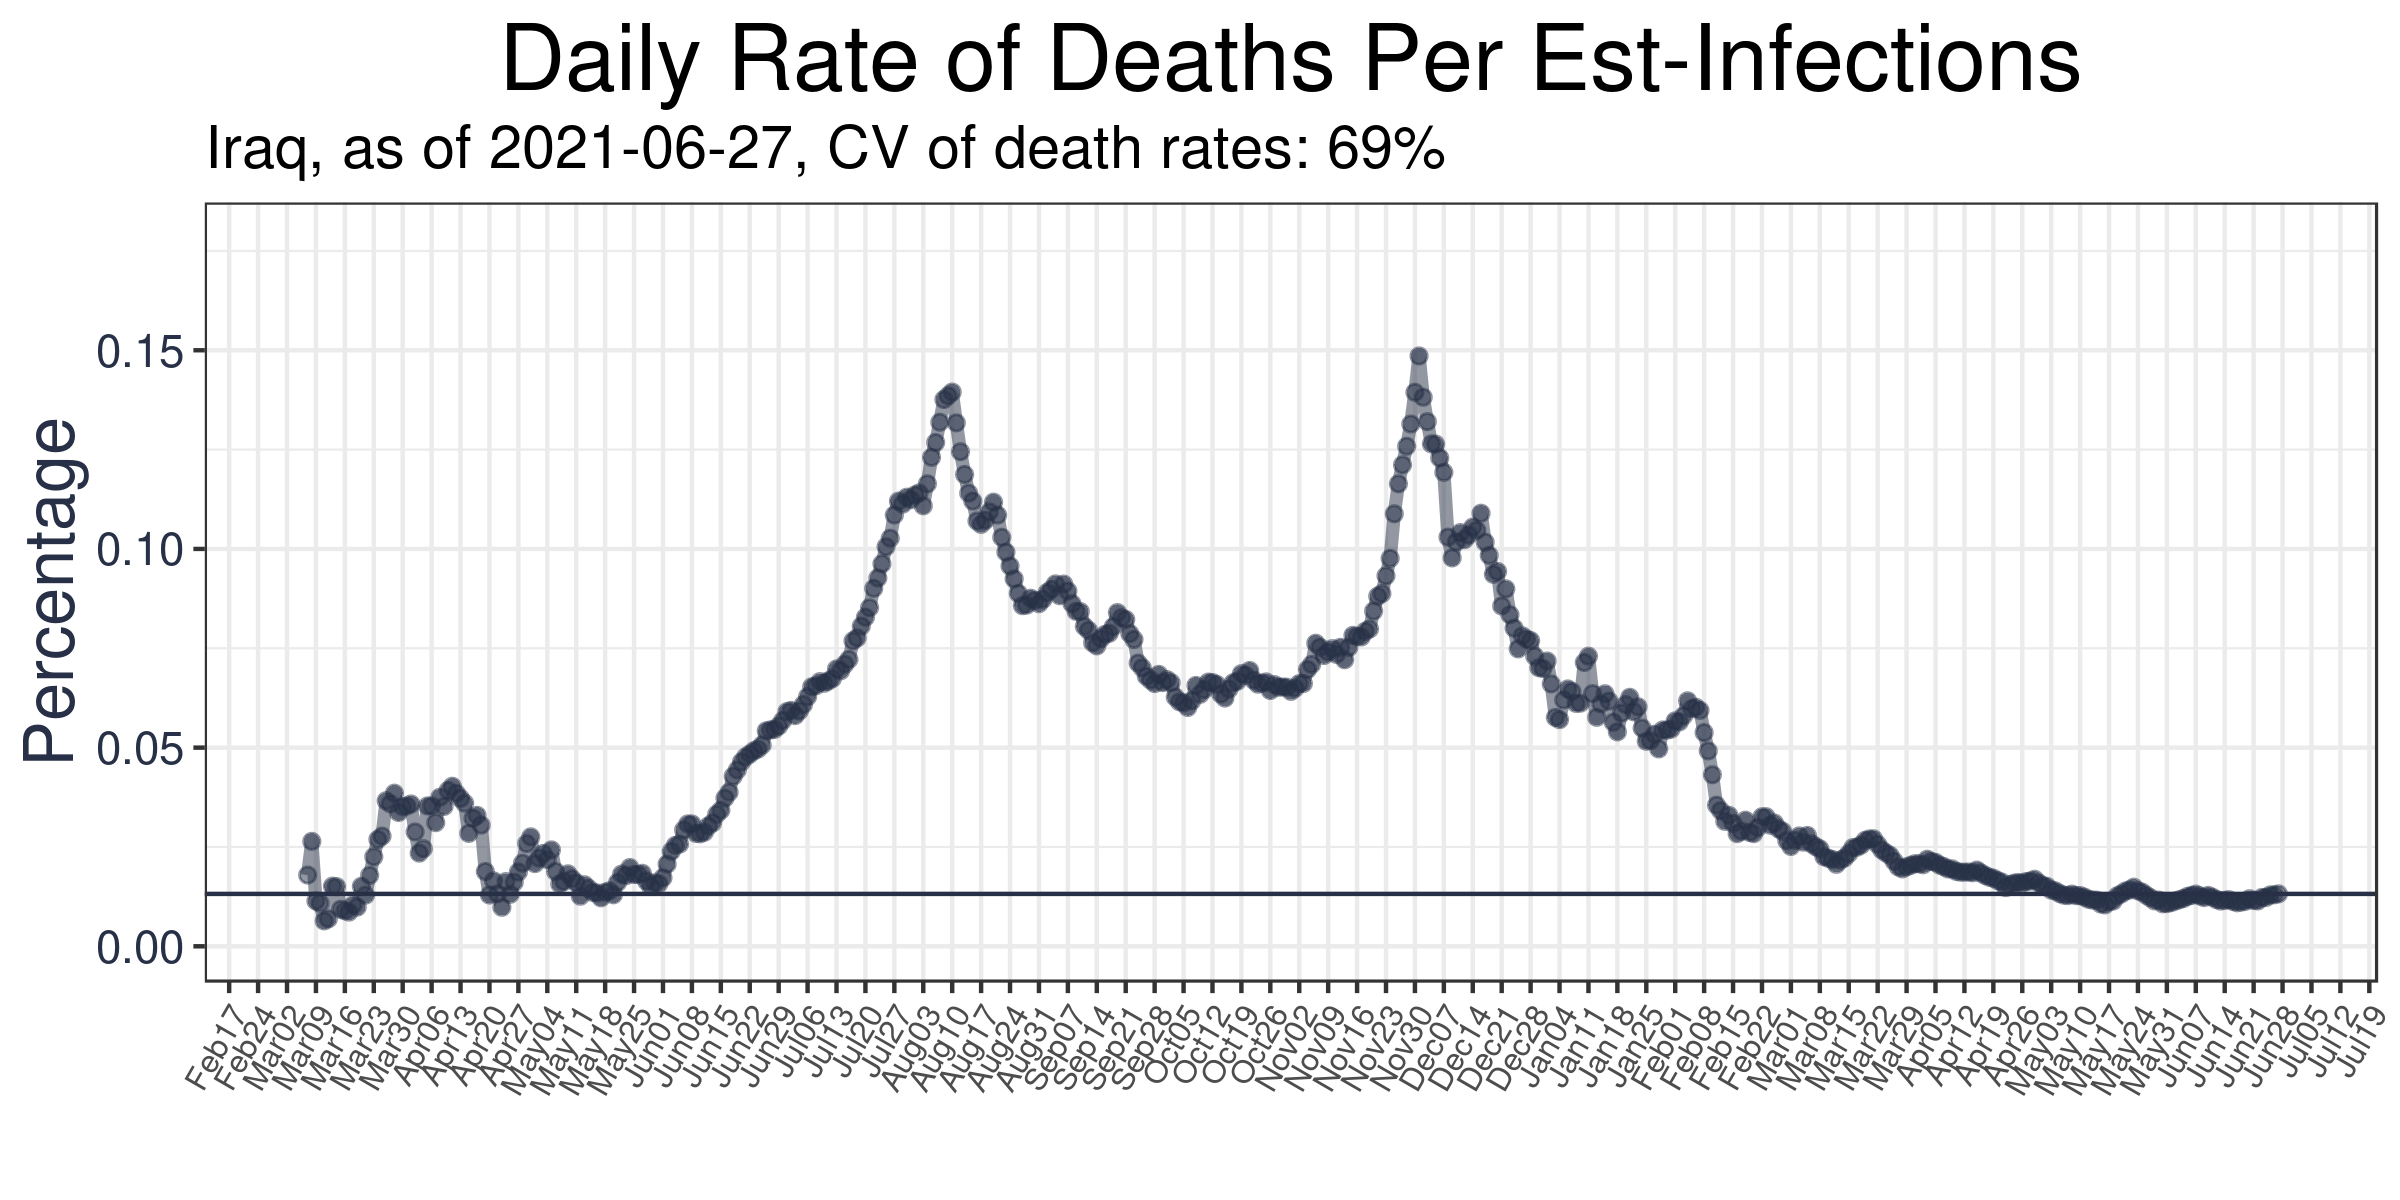 Daily Rate of Deaths Per Est-Infections
Iraq, as of 2021-06-27, CV of death rates: 69%
Percentage
0.15
0.10
0.05
0.00
Feb17
Feb24
Mar02
Mar09
Mar16
Mar23
Mar30
Apr06
Apr13
Apr20
Apr27
May04
May11
May18
May25
Jun01
Jun08
Jun15
Jun22
Jun29
Jul06
Jul13
Jul20
Jul27
Aug03
Aug10
Aug17
Aug24
Aug31
Sep07
Sep14
Sep21
Sep28
Oct05
Oct12
Oct19
Oct26
Nov02
Nov09
Nov16
Nov23
Nov30
Dec07
Dec14
Dec21
Dec28
Jan04
Jan11
Jan18
Jan25
Feb01
Feb08
Feb15
Feb22
Mar01
Mar08
Mar15
Mar22
Mar29
Apr05
Apr12
Apr19
Apr26
May03
May10
May17
May24
May31
Jun07
Jun14
Jun21
Jun28
Jul05
Jul12
Jul19